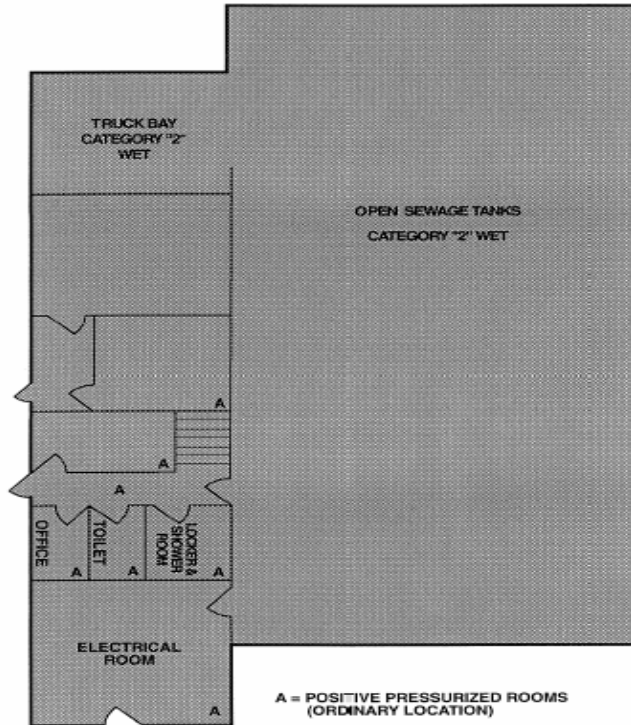 TRUCK BAY
CATEGORY "2"
WET
OPEN SEWAGE TANKS
CATEGORY "2" WET
A
A
A
OFFICE
TOILET
LOCKER &
SHOWER
ROOM
A
A
A
ELECTRICAL
ROOM
A
A = POSITIVE PRESSURIZED ROOMS
(ORDINARY LOCATION)